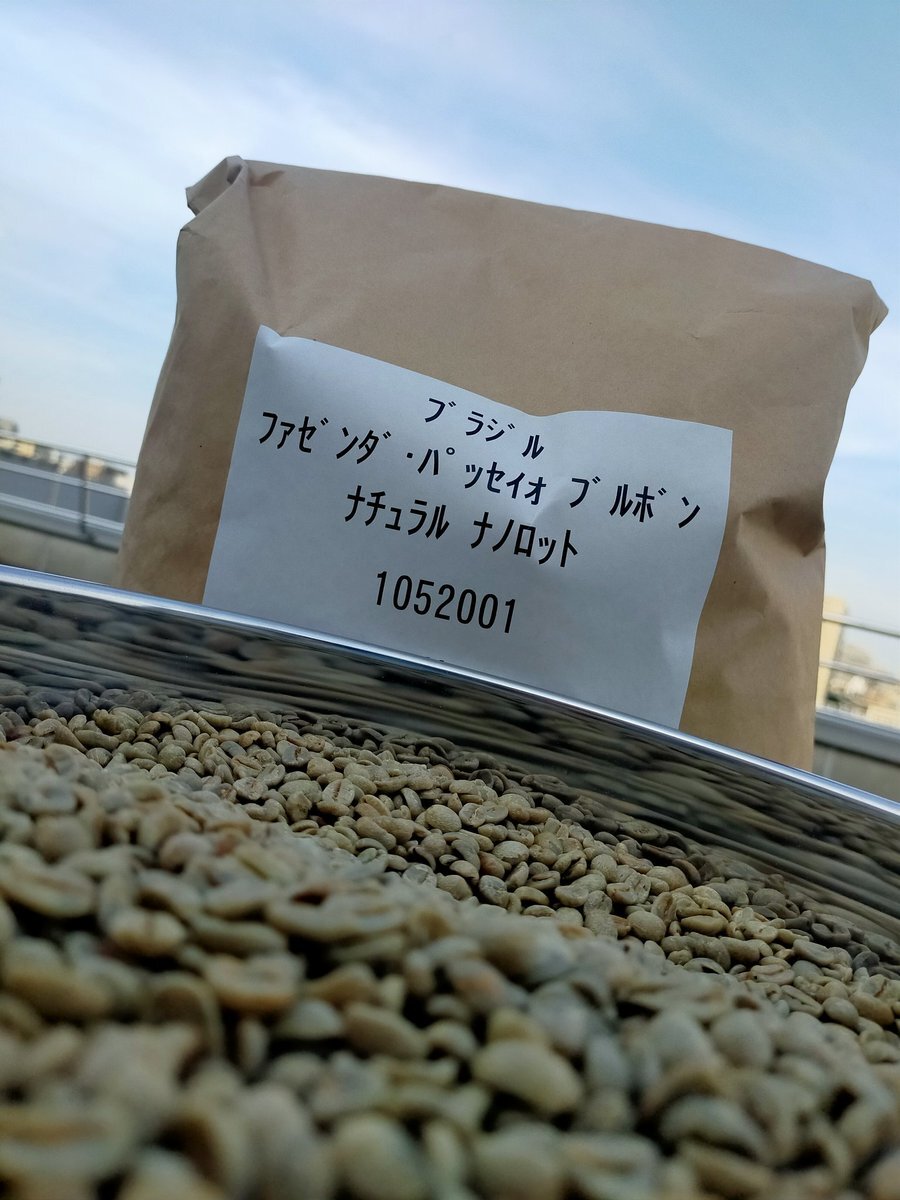 ﾌﾞﾗｼﾞﾙ
ﾌｧｾﾞﾝﾀﾞ･ﾊﾟｯｾｲｵ ﾌﾞﾙﾎﾞﾝ
ﾅﾁｭﾗﾙ ﾅﾉﾛｯﾄ
1052001